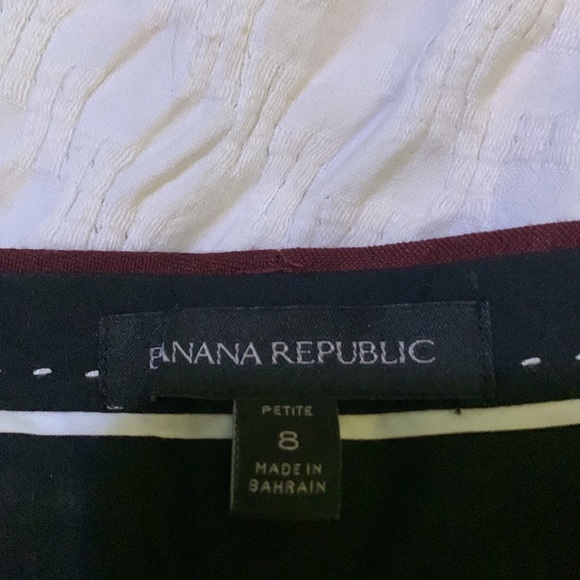 BANANA REPUBLIC
PETITE
8
MADE IN
BAHRAIN